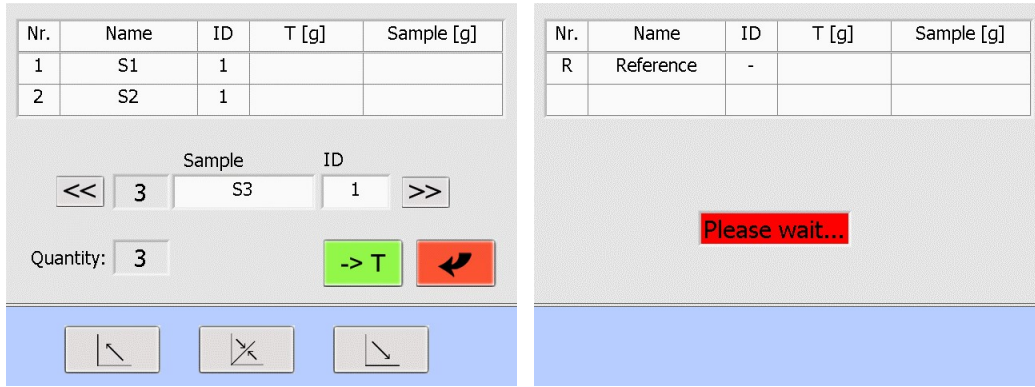 Nr. Name ID T [g] Sample [g]
1 S1 1
2 S2 1
Sample ID
<< 3 S3 1 >>
Quantity: 3 -> T
Nr. Name ID T [g] Sample [g]
R Reference -
Please wait...